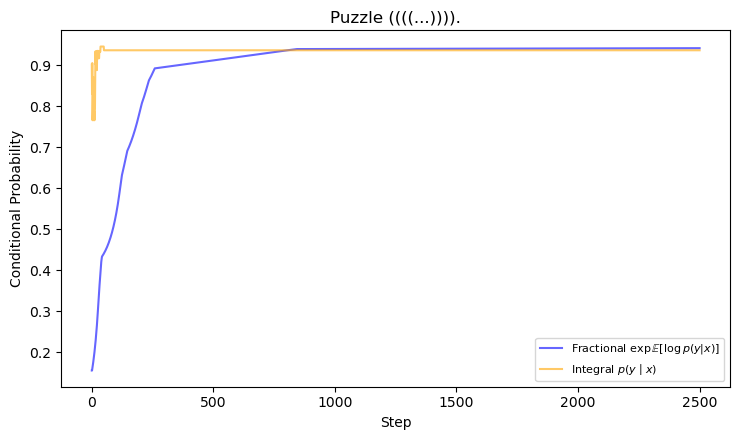 Puzzle ((((...)))).
Conditional Probability
0.9
0.8
0.7
0.6
0.5
0.4
0.3
0.2
0 500 1000 1500 2000 2500
Step
Fractional exp𝔼[log p(y|x)]
Integral p(y | x)